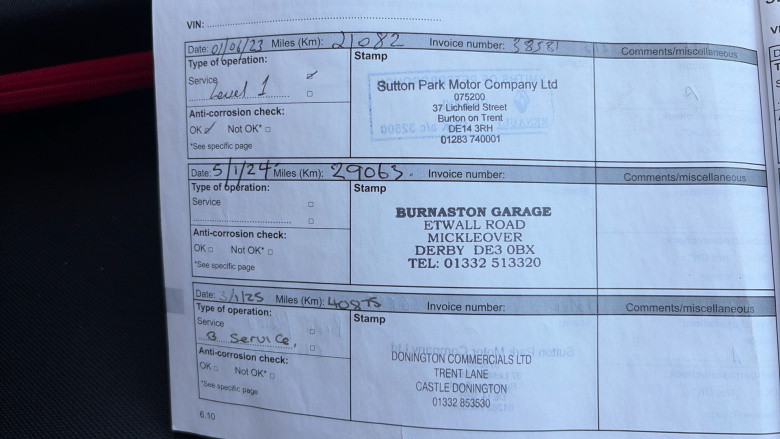 VIN:
Date: 01/06/23 Miles (Km): 21082 Invoice number: 38581 Comments/miscellaneous
Type of operation: Stamp
Service
Level 1
Anti-corrosion check:
OK Not OK*
*See specific page
Sutton Park Motor Company Ltd
075200
37 Lichfield Street
Burton on Trent
DE14 3RH
01283 740001
Date: 5/1/24 Miles (Km): 29063. Invoice number: Comments/miscellaneous
Type of operation: Stamp
Service
Anti-corrosion check:
OK Not OK*
*See specific page
BURNASTON GARAGE
ETWALL ROAD
MICKLEOVER
DERBY DE3 0BX
TEL: 01332 513320
Date: 3/1/25 Miles (Km): 40875 Invoice number: Comments/miscellaneous
Type of operation: Stamp
Service
B Service,
Anti-corrosion check:
OK Not OK*
*See specific page
DONINGTON COMMERCIALS LTD
TRENT LANE
CASTLE DONINGTON
01332 853530
6.10